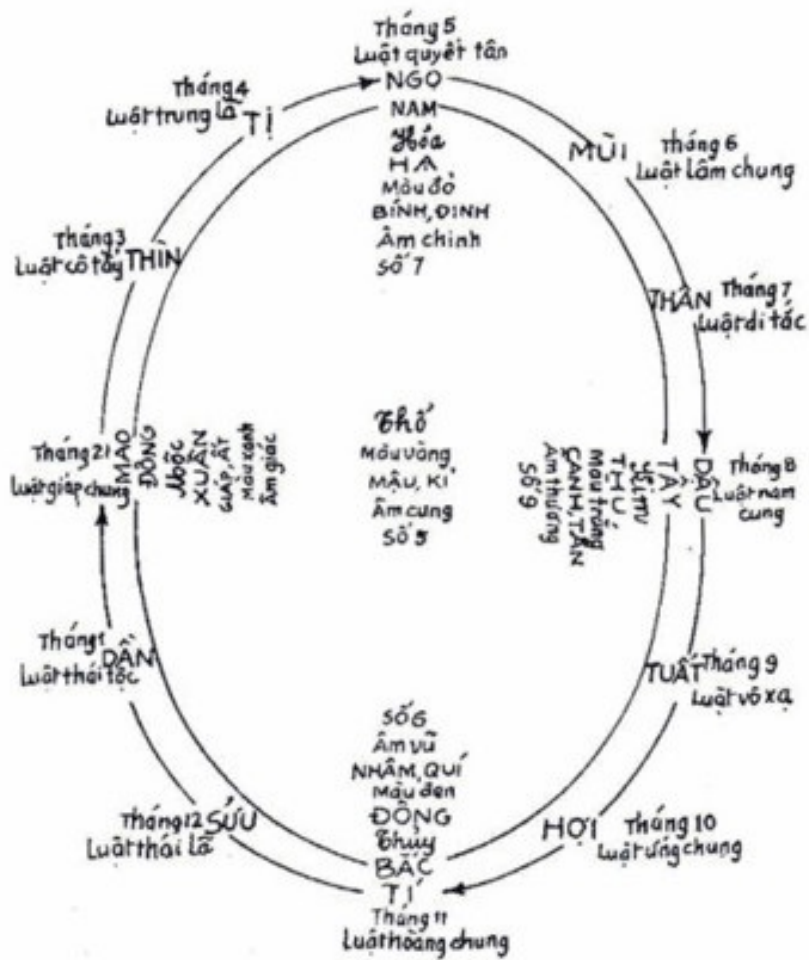 Tháng 5
Luật quyết tân
NGỌ
NAM
Hỏa
HẠ
Màu đỏ
BÍNH, ĐINH
Âm chinh
Số 7
Tháng 6
MÙI
Luật lâm chung
Tháng 7
THÂN
Luật di tắc
Tháng 8
Luật nam
cung
DẬU
TÂY
Kim
THU
Màu trắng
CANH, TÂN
Âm thương
Số 9
Tháng 9
TUẤT
Luật vô xạ
Tháng 10
HỢI
Luật ứng chung
Số 6
Âm vũ
NHÂM, QUÍ
Màu đen
ĐÔNG
Thủy
BẮC
TÍ
Tháng 11
Luật hoàng chung
Tháng 12
SỬU
Luật thái lã
Tháng 1
DẦN
Luật thái tộc
Tháng 2
Luật giáp chung
MAO
ĐÔNG
Mộc
XUÂN
GIÁP, ẤT
Màu xanh
Âm giác
Tháng 3
THÌN
Luật cô tẩy
Tháng 4
TỊ
Luật trung lã
Thổ
Màu vàng
MẬU, KỈ
Âm cung
Số 5